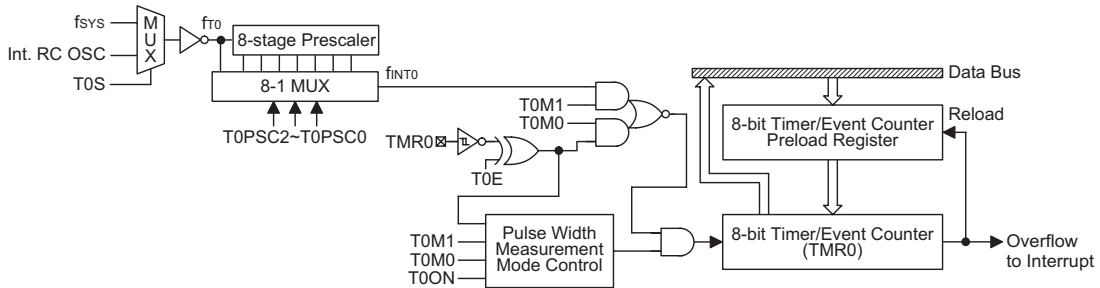 fSYS
Int. RC OSC
T0S
MUX
fT0
8-stage Prescaler
8-1 MUX
T0PSC2~T0PSC0
fINT0
T0M1
T0M0
TMR0
T0E
T0M1
T0M0
T0ON
Pulse Width
Measurement
Mode Control
Data Bus
8-bit Timer/Event Counter
Preload Register
Reload
8-bit Timer/Event Counter
(TMR0)
Overflow
to Interrupt